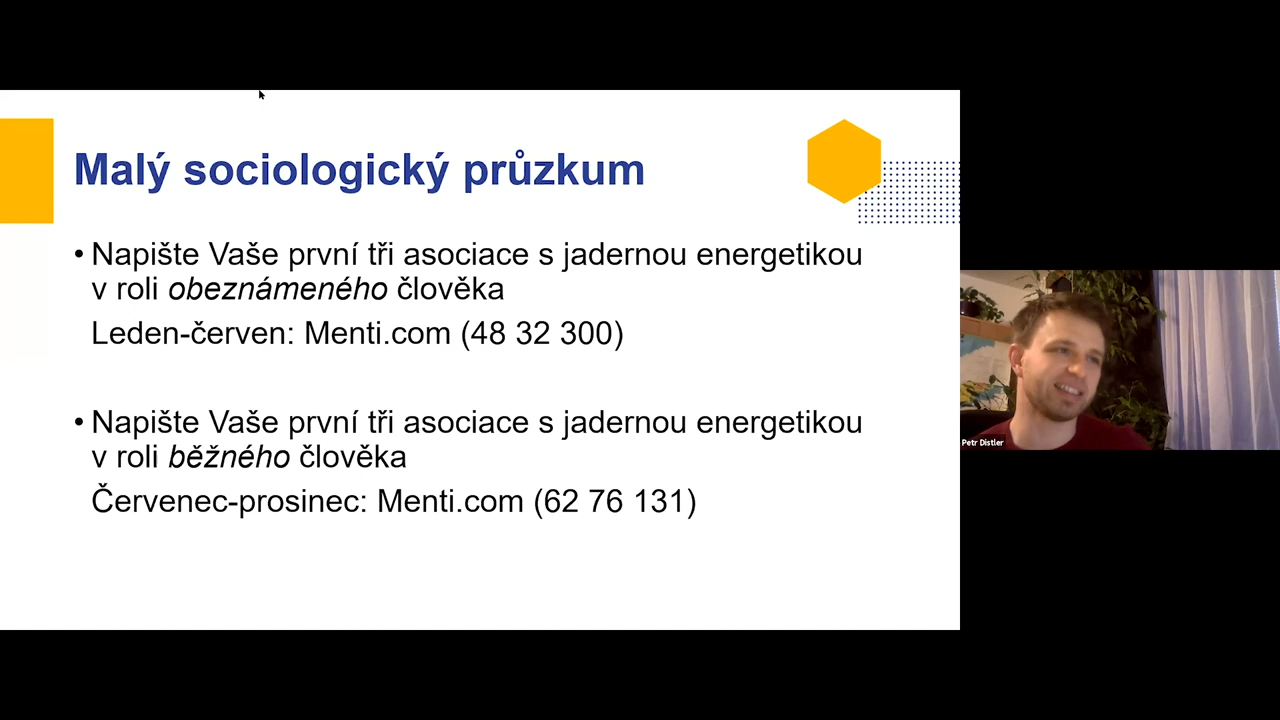 Malý sociologický průzkum
• Napište Vaše první tři asociace s jadernou energetikou
v roli obeznámeného člověka
Leden-červen: Menti.com (48 32 300)
• Napište Vaše první tři asociace s jadernou energetikou
v roli běžného člověka
Červenec-prosinec: Menti.com (62 76 131)
Petr Distler